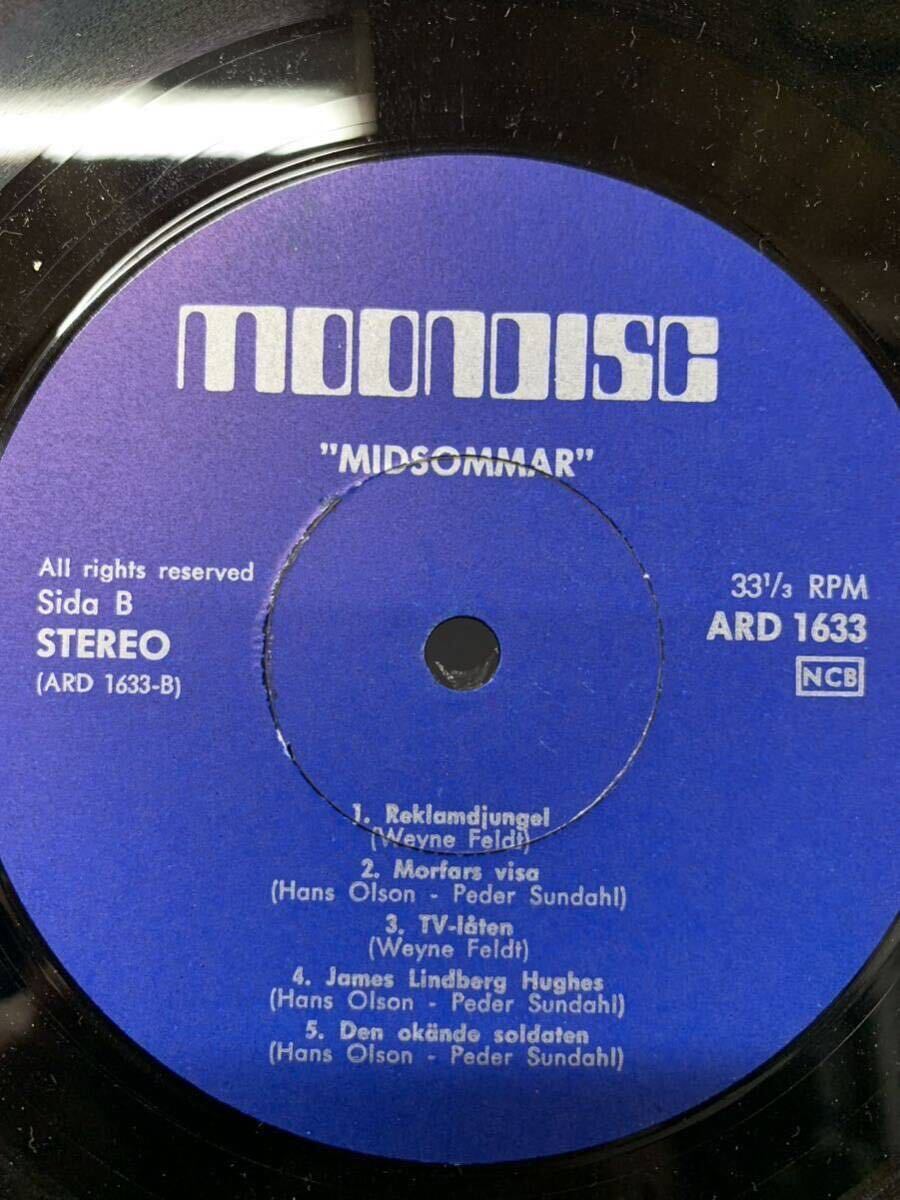 MOONDISC
"MIDSOMMAR"
All rights reserved
Sida B
STEREO
(ARD 1633-B)
33¹/₃ RPM
ARD 1633
NCB
1. Reklamdjungel
(Weyne Feldt)
2. Morfars visa
(Hans Olson - Peder Sundahl)
3. TV-låten
(Weyne Feldt)
4. James Lindberg Hughes
(Hans Olson - Peder Sundahl)
5. Den okände soldaten
(Hans Olson - Peder Sundahl)